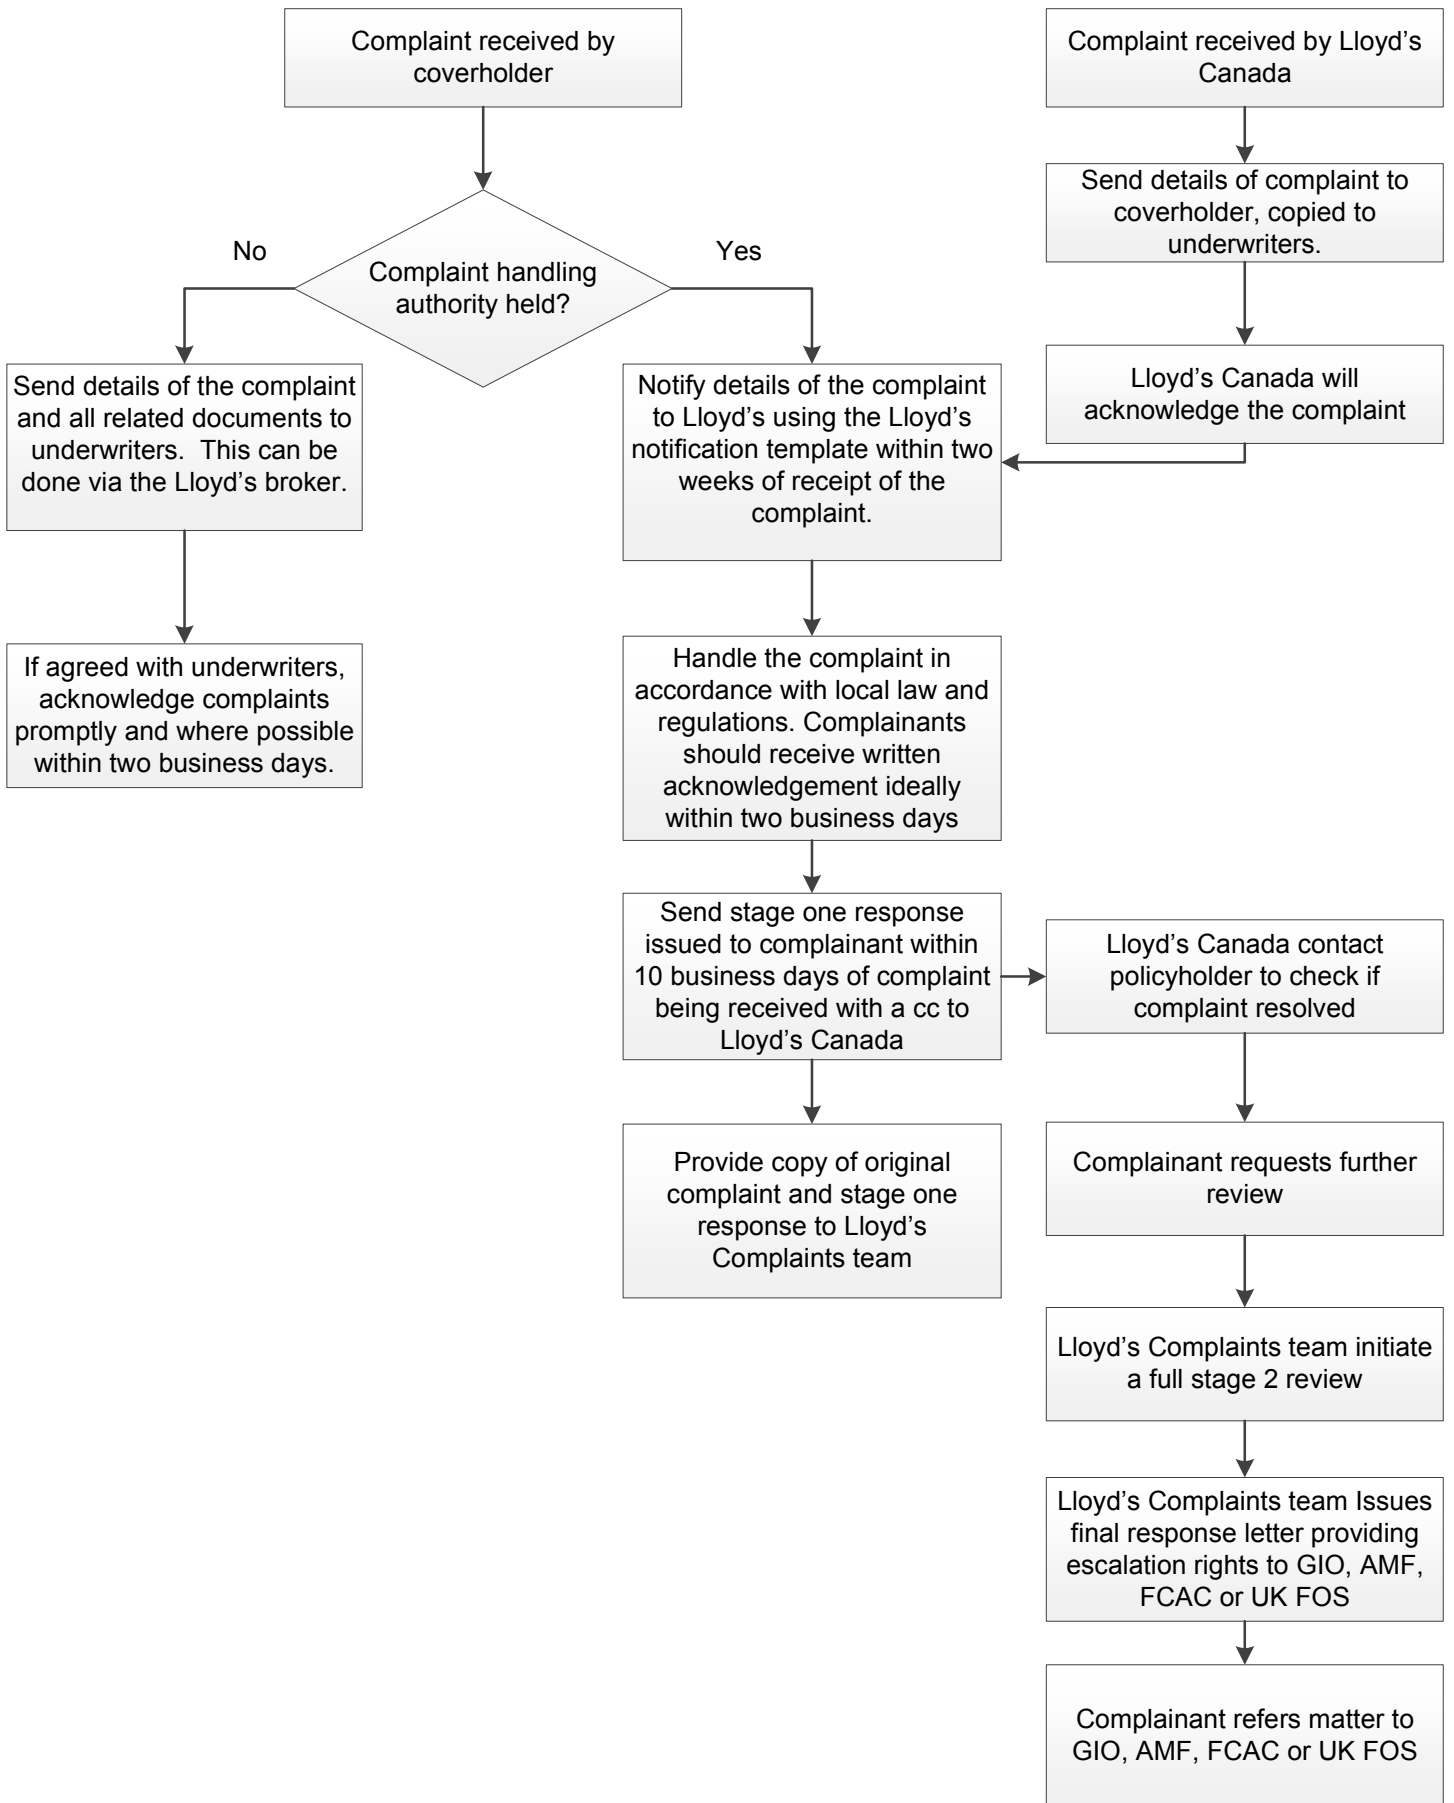 Complaint received by
coverholder
Complaint received by Lloyd’s
Canada
Send details of complaint to
coverholder, copied to
underwriters.
No
Yes
Complaint handling
authority held?
Send details of the complaint
and all related documents to
underwriters.  This can be
done via the Lloyd’s broker.
Notify details of the complaint
to Lloyd’s using the Lloyd’s
notification template within two
weeks of receipt of the
complaint.
Lloyd’s Canada will
acknowledge the complaint
If agreed with underwriters,
acknowledge complaints
promptly and where possible
within two business days.
Handle the complaint in
accordance with local law and
regulations. Complainants
should receive written
acknowledgement ideally
within two business days
Send stage one response
issued to complainant within
10 business days of complaint
being received with a cc to
Lloyd’s Canada
Lloyd’s Canada contact
policyholder to check if
complaint resolved
Provide copy of original
complaint and stage one
response to Lloyd’s
Complaints team
Complainant requests further
review
Lloyd’s Complaints team initiate
a full stage 2 review
Lloyd’s Complaints team Issues
final response letter providing
escalation rights to GIO, AMF,
FCAC or UK FOS
Complainant refers matter to
GIO, AMF, FCAC or UK FOS